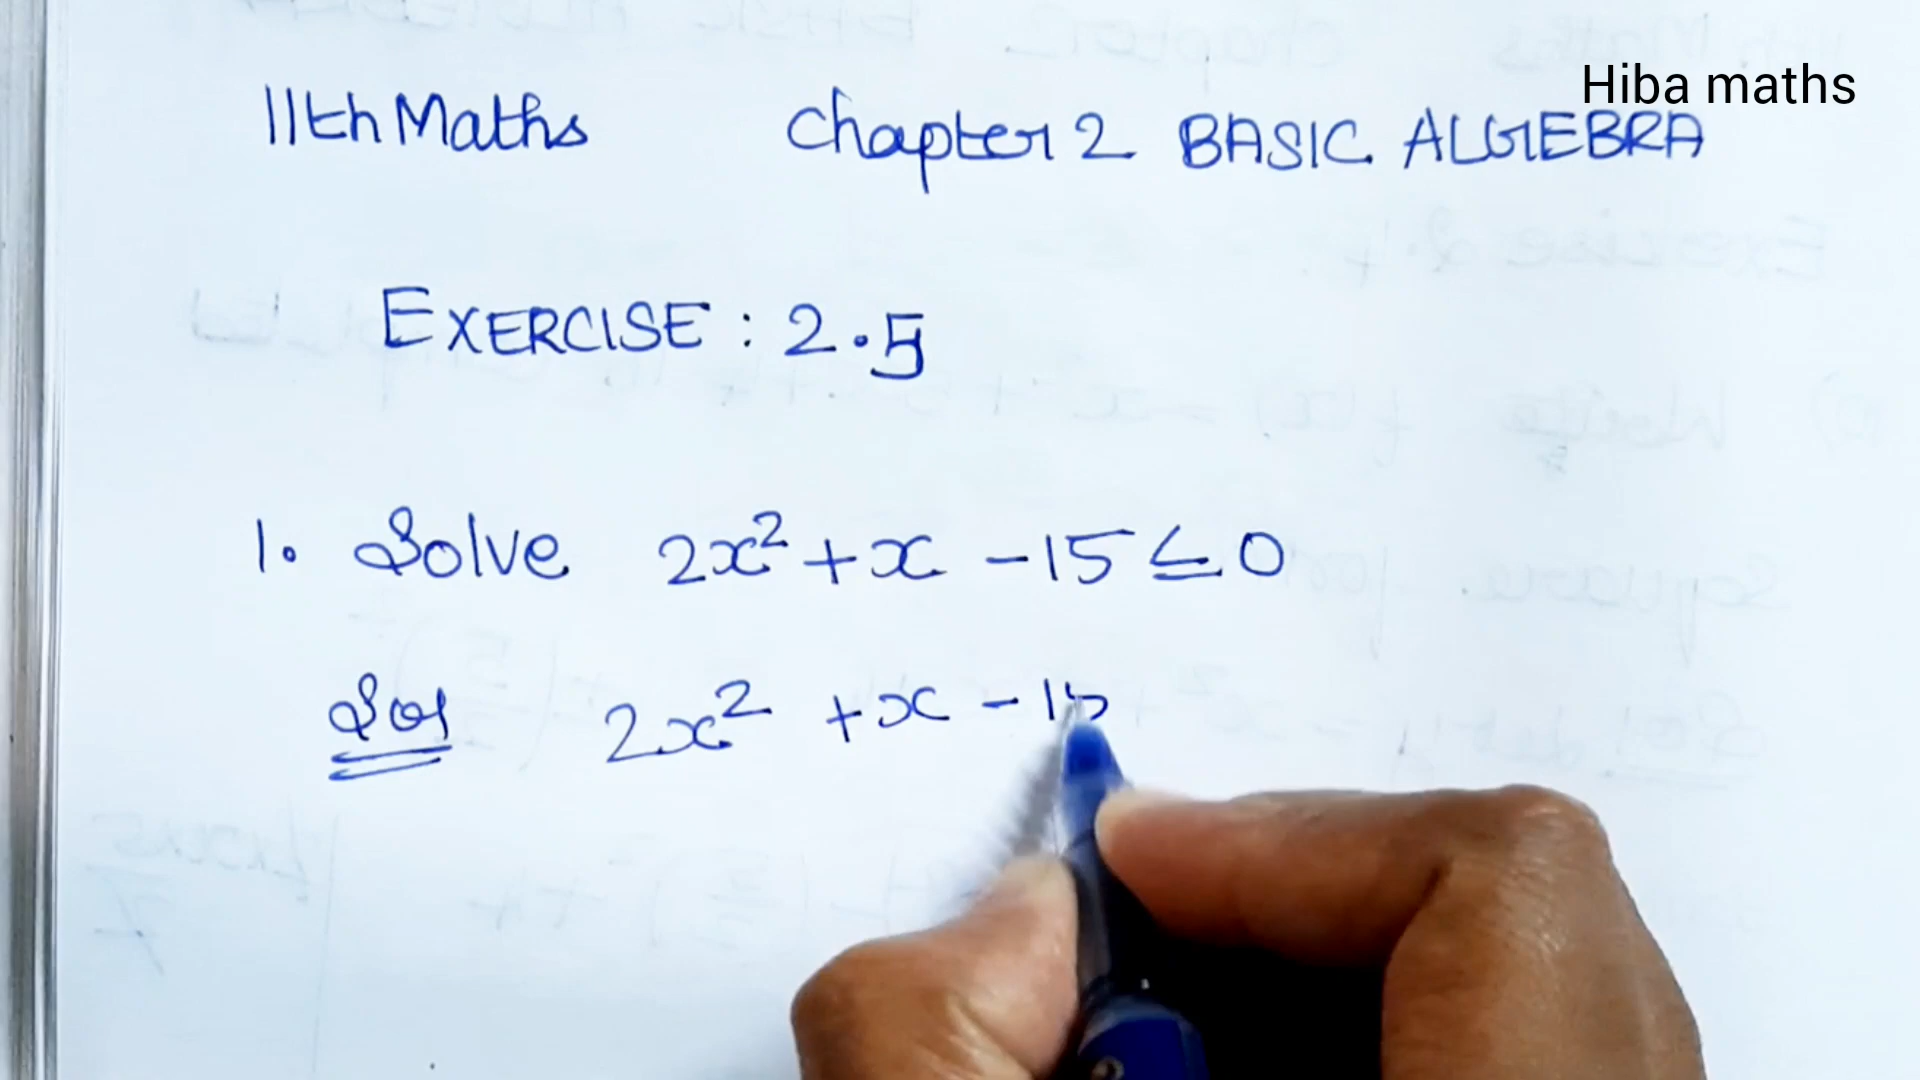 Hiba maths
11th Maths Chapter 2 BASIC ALGEBRA
EXERCISE : 2.5
1. Solve 2x² + x - 15 ≤ 0
Sol 2x² + x - 15